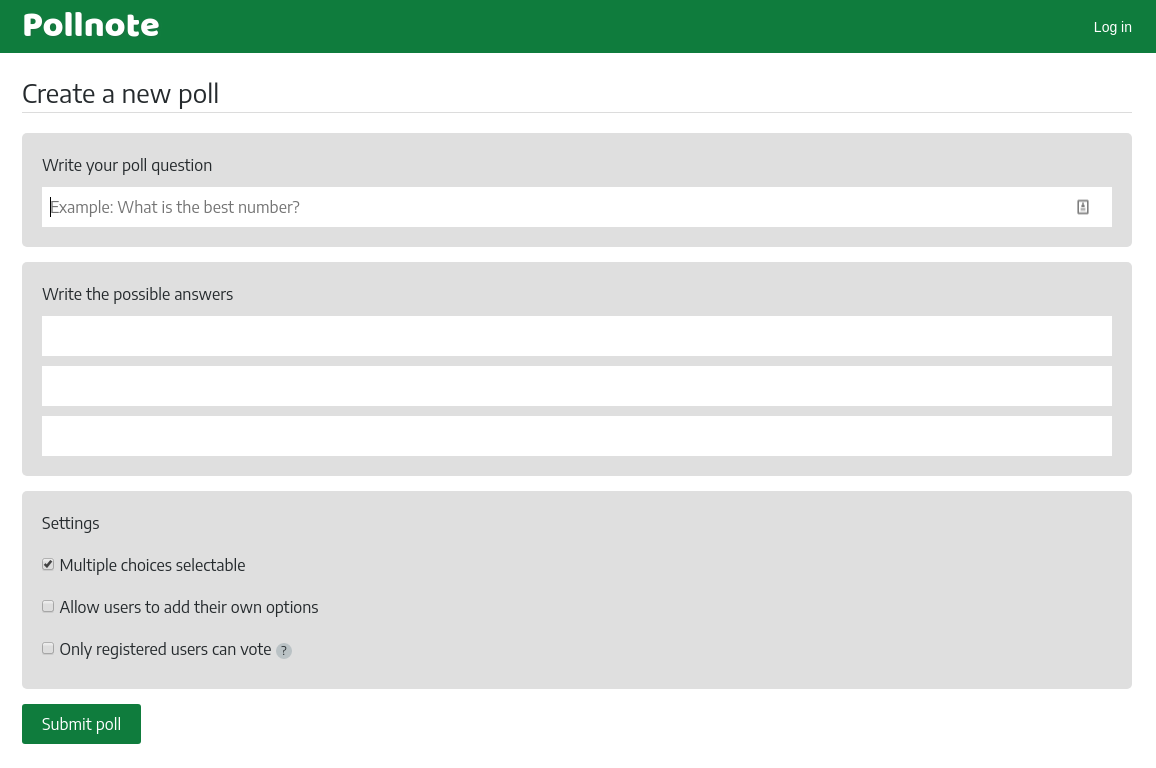 Pollnote
Log in
Create a new poll
Write your poll question
Example: What is the best number?
Write the possible answers
Settings
Multiple choices selectable
Allow users to add their own options
Only registered users can vote ?
Submit poll